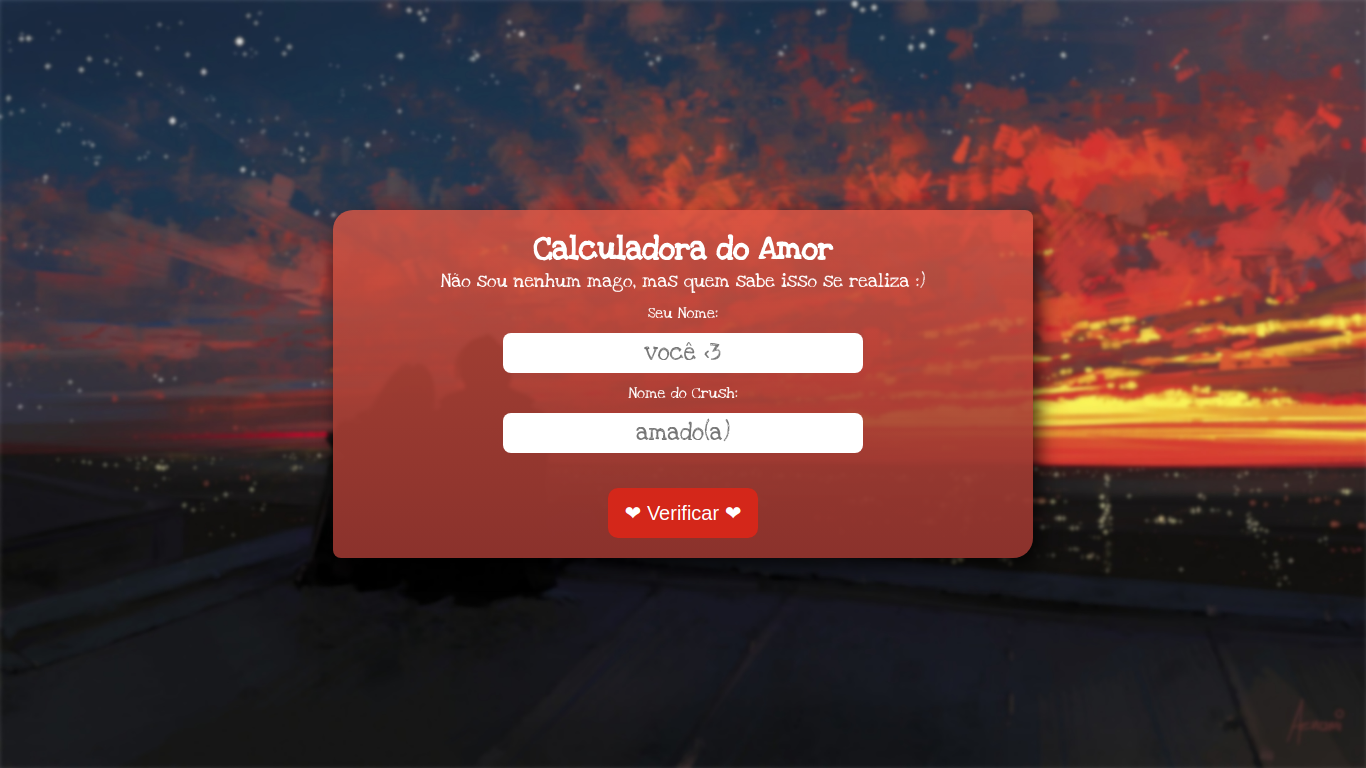 Calculadora do Amor
Não sou nenhum mago, mas quem sabe isso se realiza :)
Seu Nome:
você <3
Nome do Crush:
amado(a)
❤ Verificar ❤